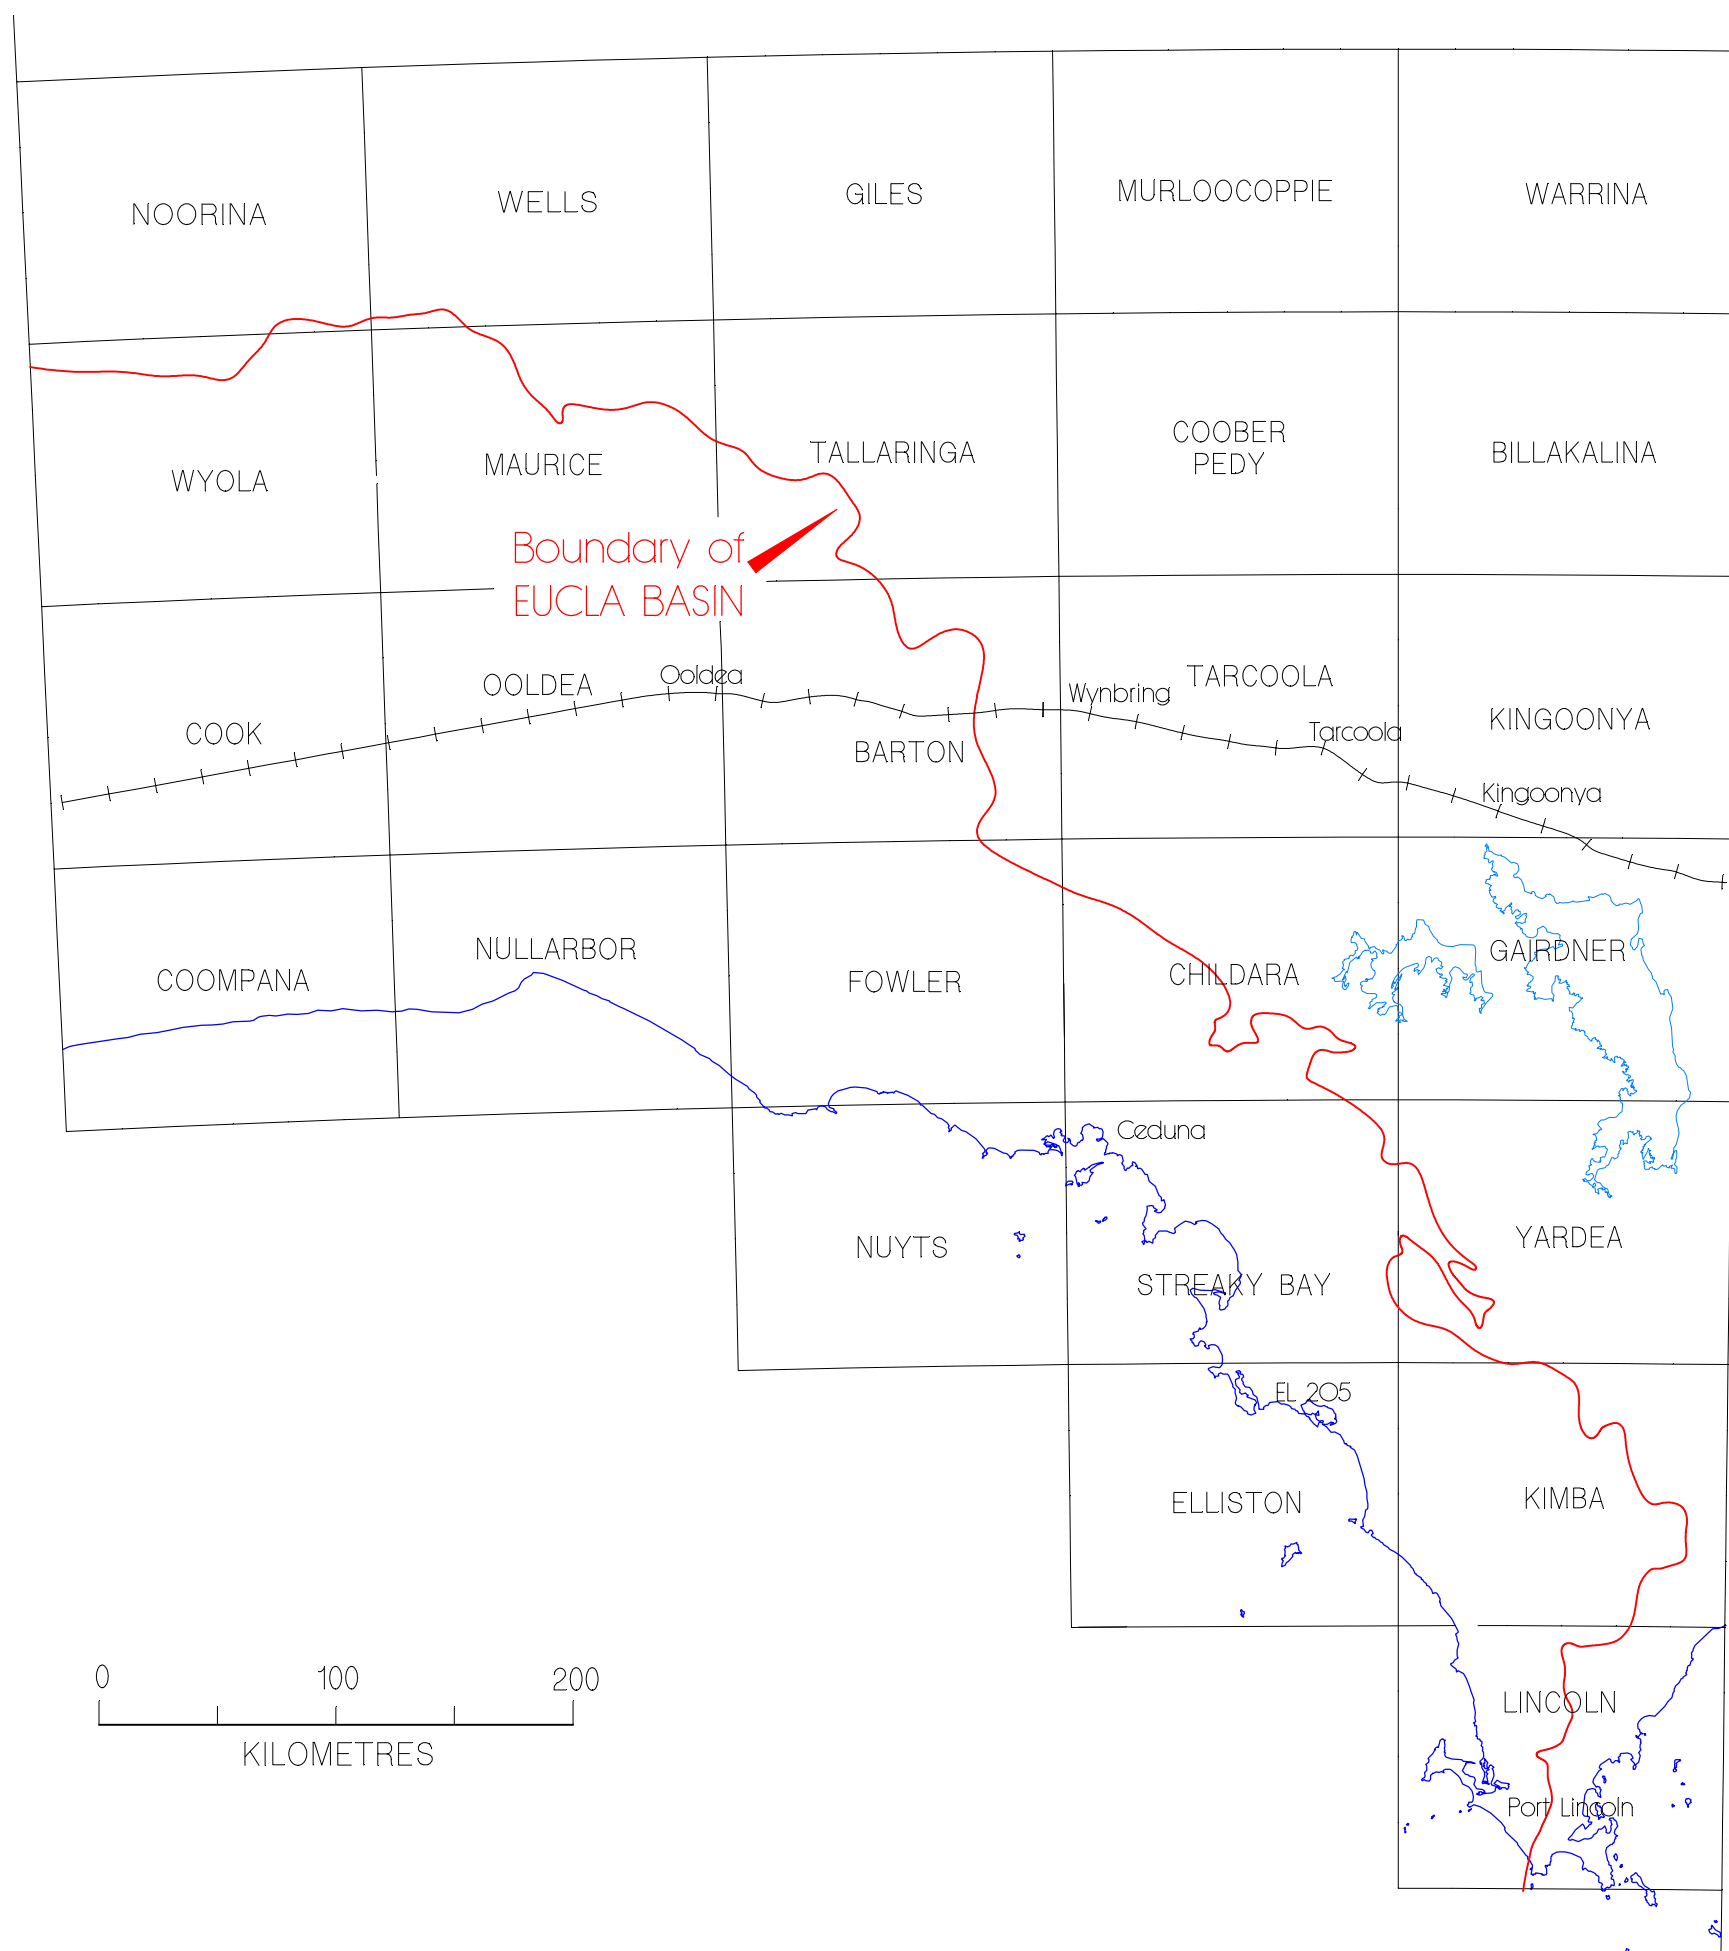 NOORINA
WELLS
GILES
MURLOOCOPPIE
WARRINA
WYOLA
MAURICE
TALLARINGA
COOBER
PEDY
BILLAKALINA
Boundary of
EUCLA BASIN
COOK
OOLDEA
Ooldea
BARTON
Wynbring
TARCOOLA
Tarcoola
KINGOONYA
Kingoonya
COOMPANA
NULLARBOR
FOWLER
CHILDARA
GAIRDNER
Ceduna
NUYTS
STREAKY BAY
YARDEA
EL 205
ELLISTON
KIMBA
LINCOLN
Port Lincoln
0 100 200
KILOMETRES